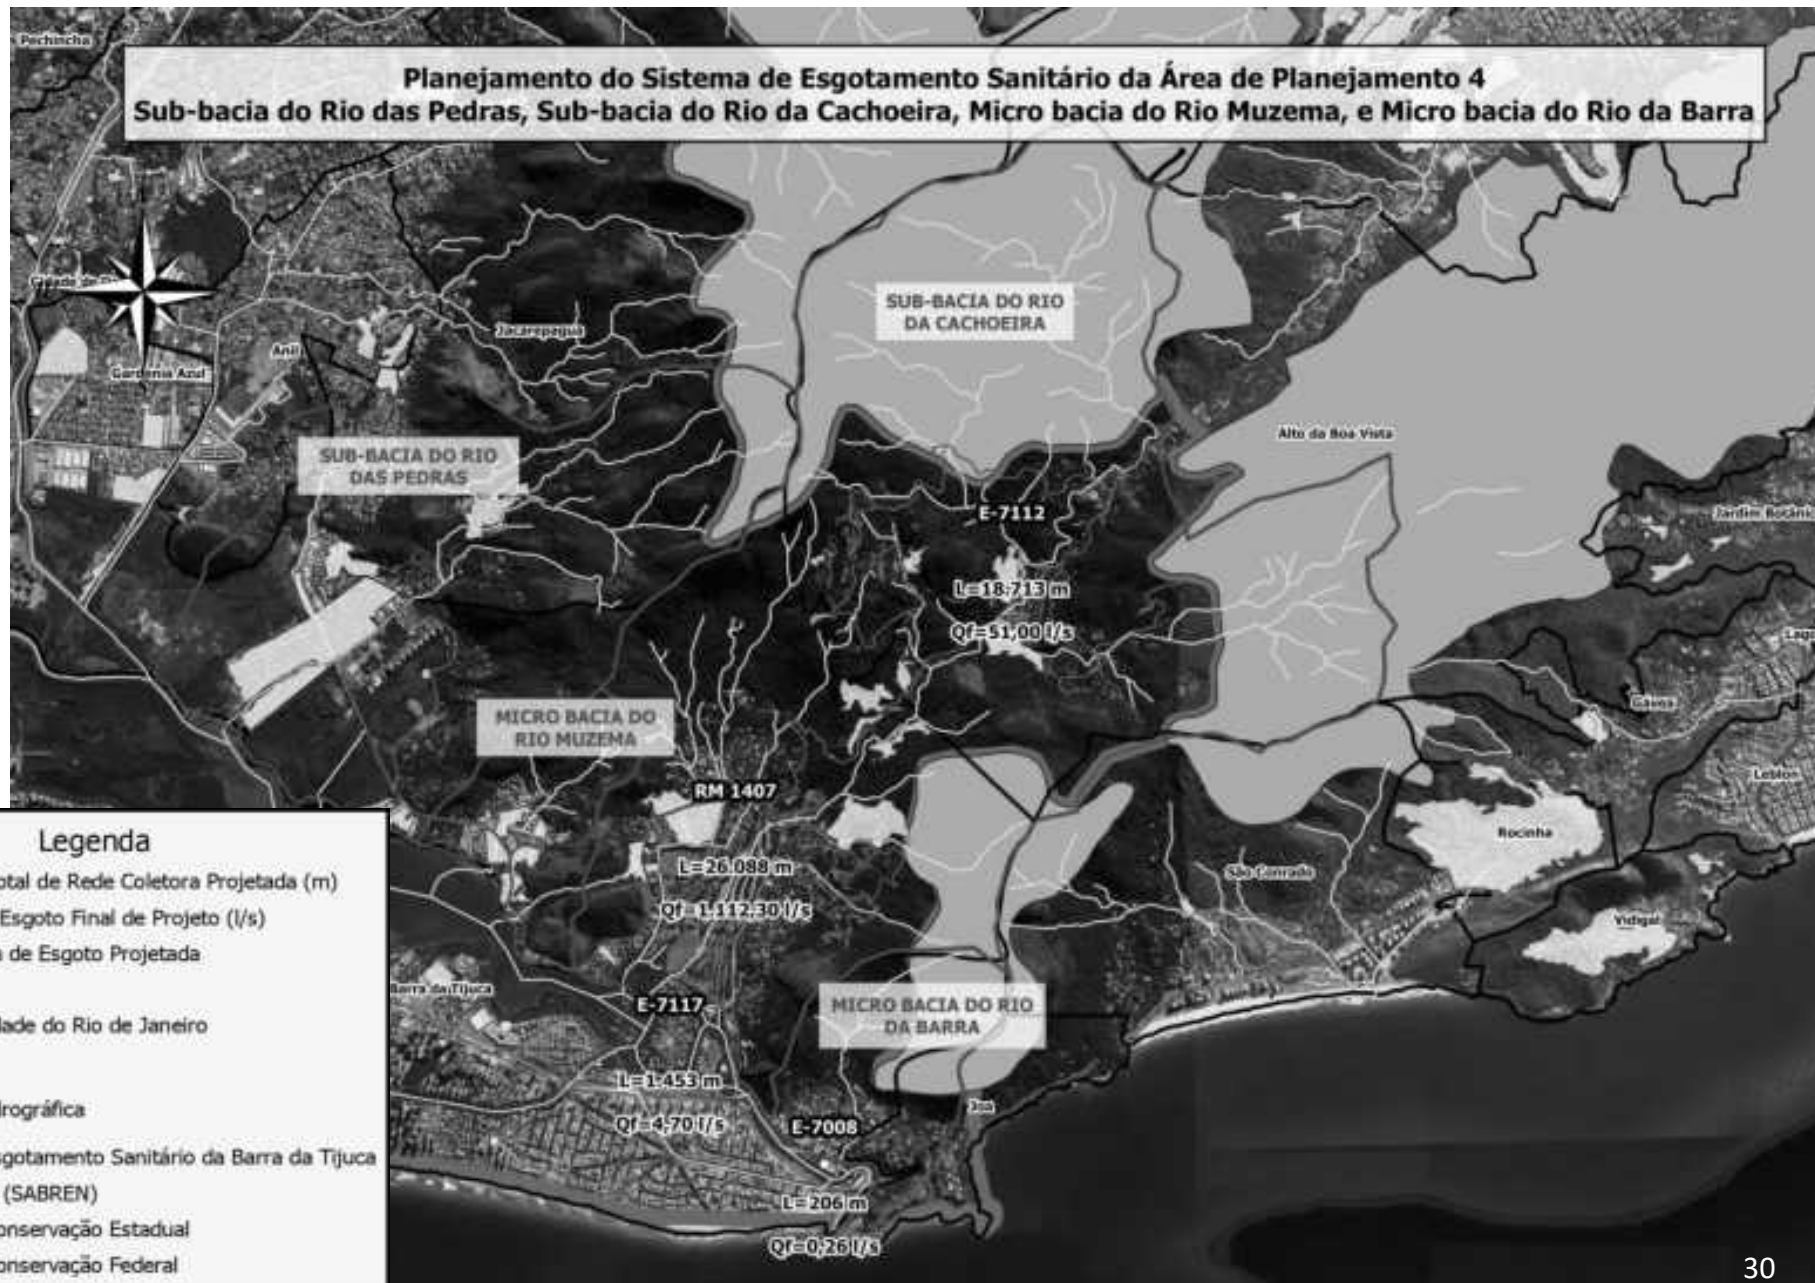 Pechincha
Planejamento do Sistema de Esgotamento Sanitário da Área de Planejamento 4
Sub-bacia do Rio das Pedras, Sub-bacia do Rio da Cachoeira, Micro bacia do Rio Muzema, e Micro bacia do Rio da Barra
Cidade de
SUB-BACIA DO RIO
DA CACHOEIRA
Jacarepaguá
Anil
Gardenia Azul
Alto da Boa Vista
SUB-BACIA DO RIO
DAS PEDRAS
E-7112
Jardim Botânic
L=18.713 m
Qf=51,00 l/s
Lag
Gávea
MICRO BACIA DO
RIO MUZEMA
Leblon
RM 1407
Rocinha
Legenda
otal de Rede Coletora Projetada (m)
L=26.088 m
São Conrado
Esgoto Final de Projeto (l/s)
Qf=1.112,30 l/s
Vidigal
de Esgoto Projetada
Barra da Tijuca
E-7117
MICRO BACIA DO RIO
DA BARRA
dade do Rio de Janeiro
L=1.453 m
Joá
drográfica
Qf=4,70 l/s
E-7008
sgotamento Sanitário da Barra da Tijuca
(SABREN)
L=206 m
onservação Estadual
Qf=0,26 l/s
onservação Federal
30